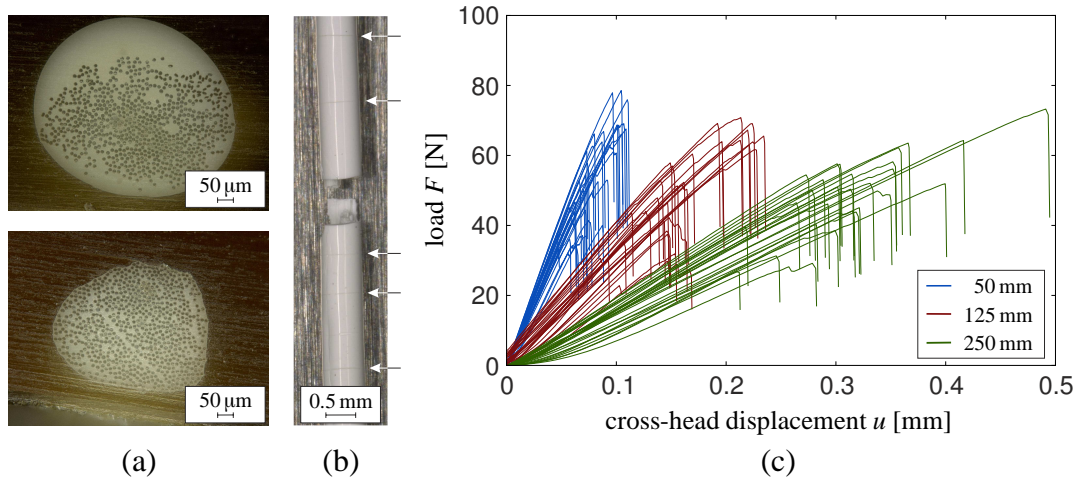 50 µm
50 µm
(a)
0.5 mm
(b)
load F [N]
100
80
60
40
20
0
0
0.1
0.2
0.3
0.4
0.5
50 mm
125 mm
250 mm
cross-head displacement u [mm]
(c)